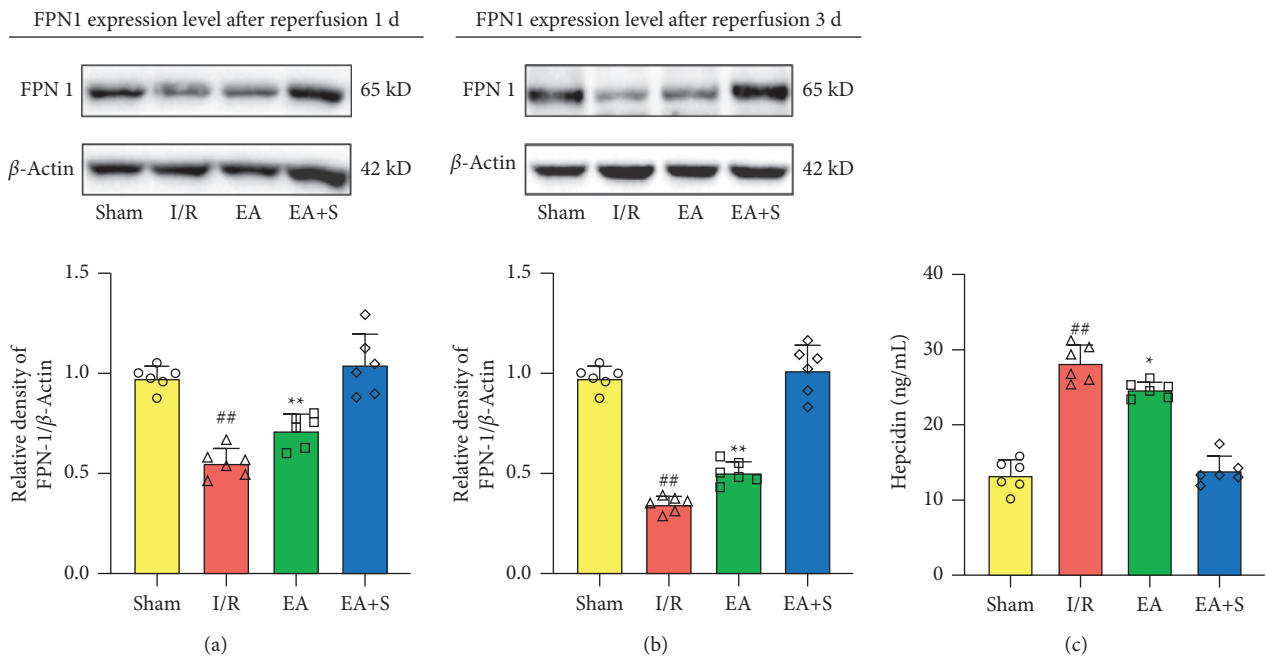 FPN1 expression level after reperfusion 1 d
FPN 1
65 kD
β-Actin
42 kD
Sham I/R EA EA+S
Relative density of
FPN-1/β-Actin
1.5
1.0
0.5
0.0
##
**
Sham I/R EA EA+S
(a)
FPN1 expression level after reperfusion 3 d
FPN 1
65 kD
β-Actin
42 kD
Sham I/R EA EA+S
Relative density of
FPN-1/β-Actin
1.5
1.0
0.5
0.0
##
**
Sham I/R EA EA+S
(b)
Hepcidin (ng/mL)
40
30
20
10
0
##
*
Sham I/R EA EA+S
(c)